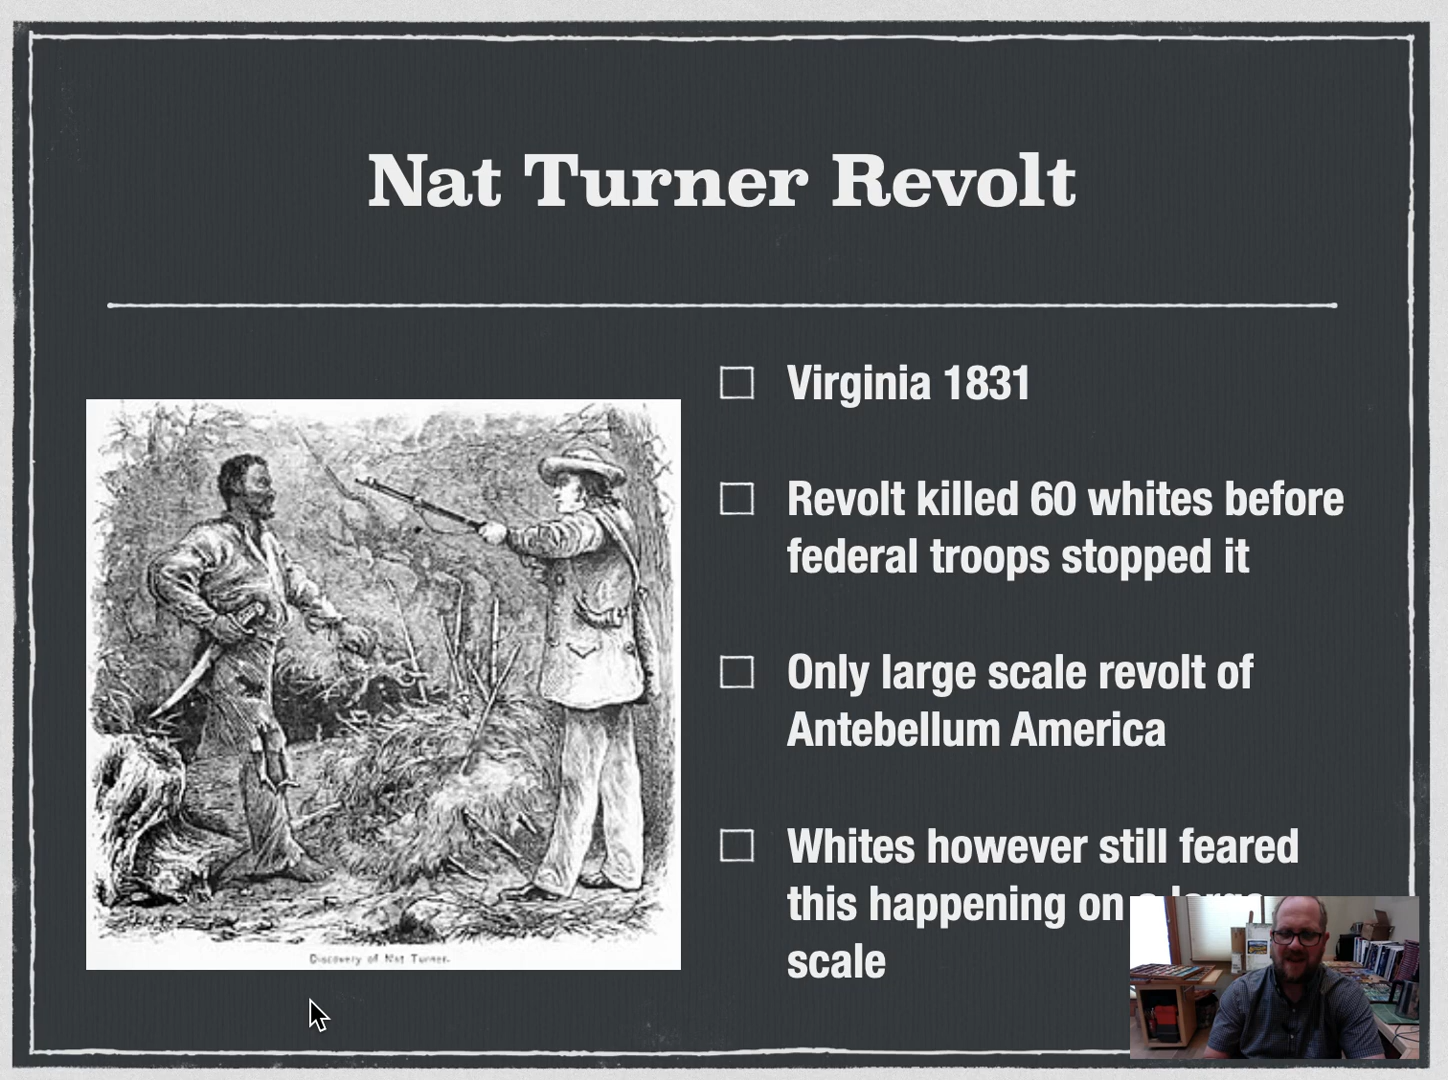 Nat Turner Revolt
Virginia 1831
Revolt killed 60 whites before
federal troops stopped it
Only large scale revolt of
Antebellum America
Whites however still feared
this happening on a large
scale
Discovery of Nat Turner.